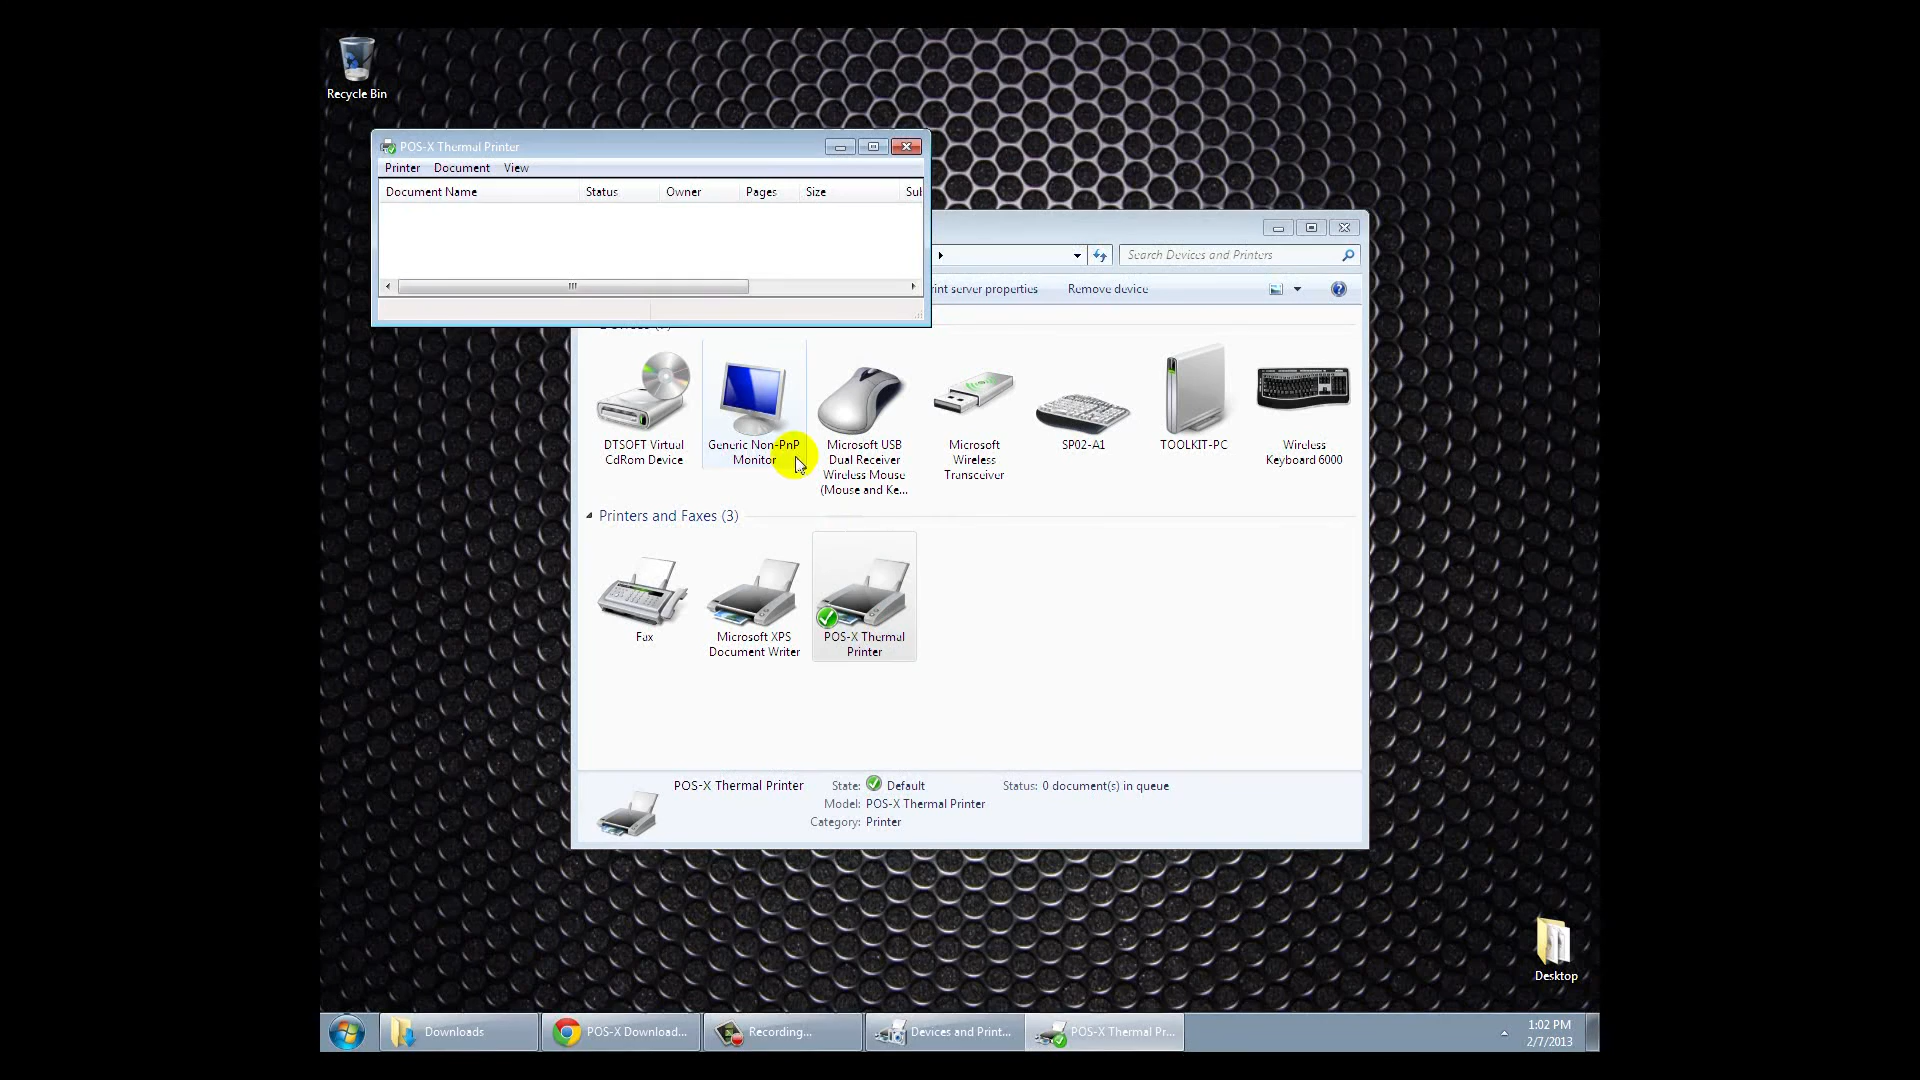 Recycle Bin
POS-X Thermal Printer
Printer Document View
Document Name Status Owner Pages Size
Search Devices and Printers
server properties Remove device
DTSOFT Virtual
CdRom Device
Generic Non-PnP
Monitor
Microsoft USB
Dual Receiver
Wireless Mouse
(Mouse and Ke...
Microsoft
Wireless
Transceiver
SP02-A1
TOOLKIT-PC
Wireless
Keyboard 6000
Printers and Faxes (3)
Fax
Microsoft XPS
Document Writer
POS-X Thermal
Printer
POS-X Thermal Printer State: Default Status: 0 document(s) in queue
Model: POS-X Thermal Printer
Category: Printer
Desktop
Downloads POS-X Download... Recording... Devices and Print... POS-X Thermal Pr...
1:02 PM
2/7/2013